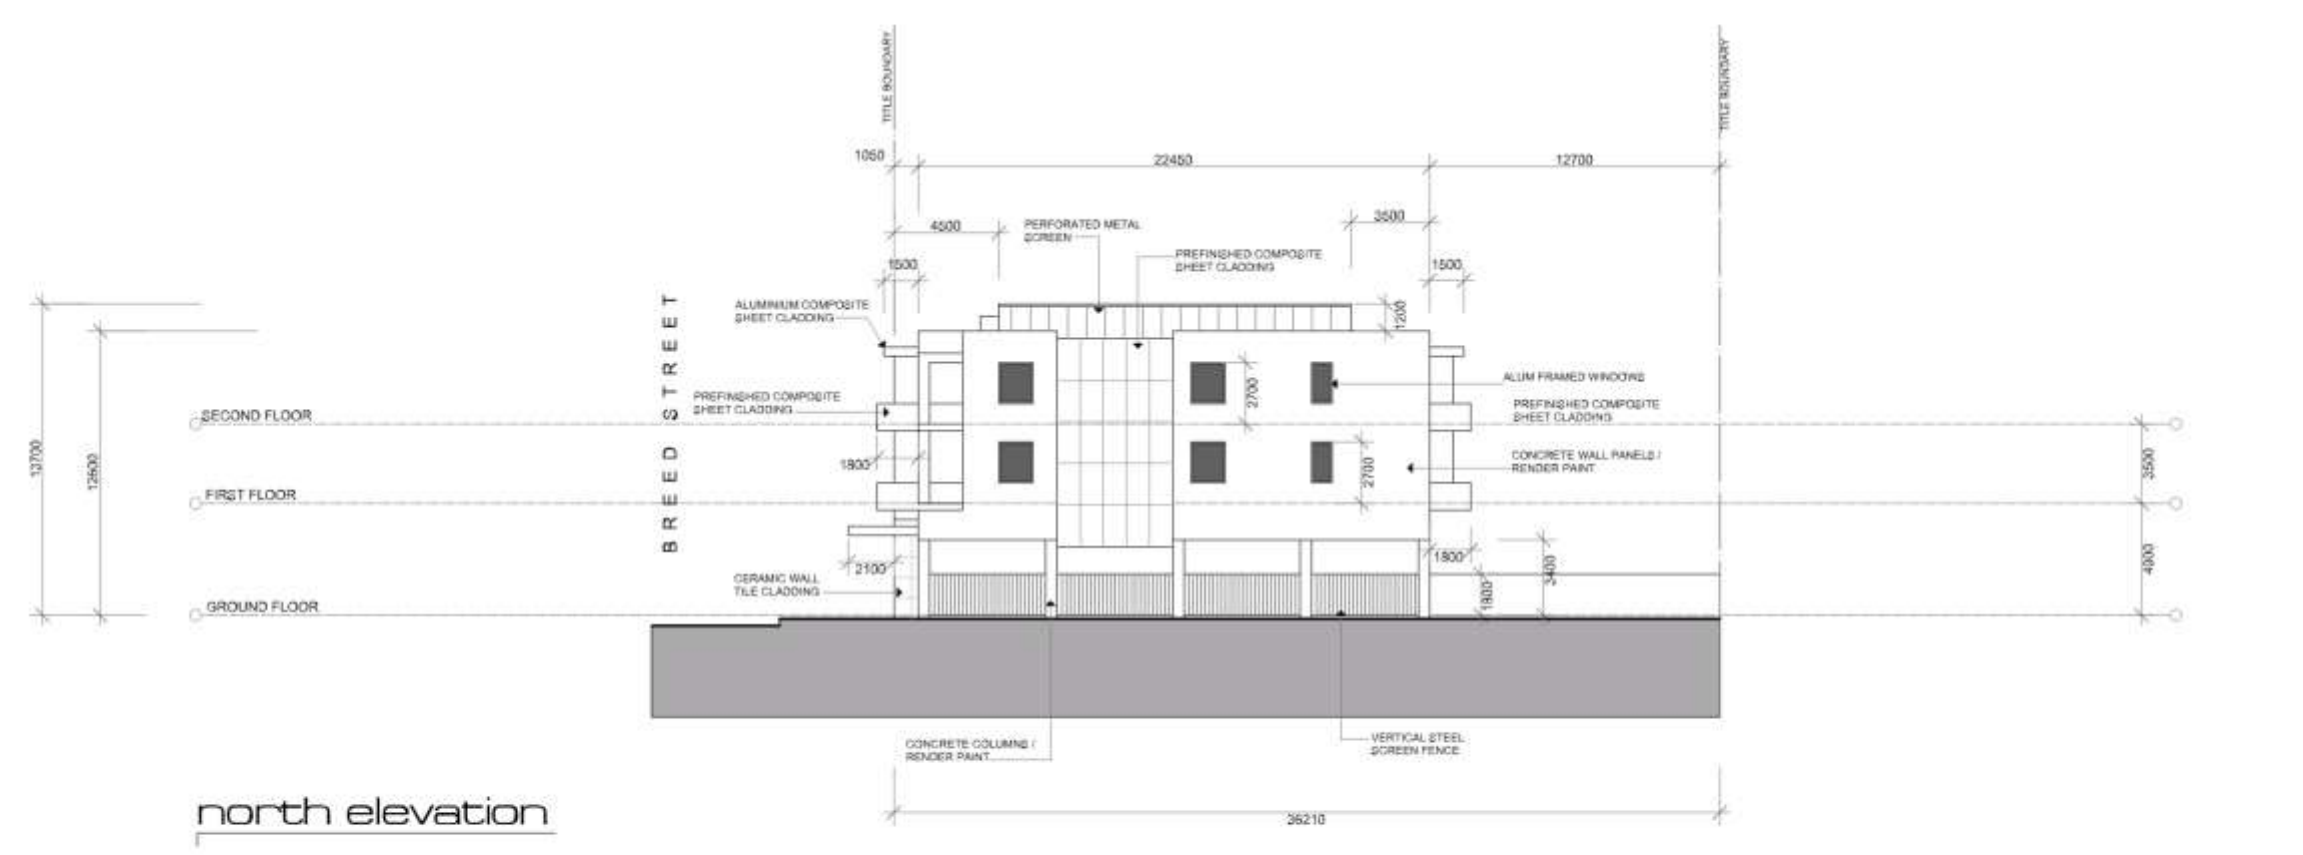 TITLE BOUNDARY
TITLE BOUNDARY
1050
22450
12700
4500
PERFORATED METAL
SCREEN
3500
PREFINISHED COMPOSITE
SHEET CLADDING
1500
1500
ALUMINIUM COMPOSITE
SHEET CLADDING
1200
BREED STREET
ALUM FRAMED WINDOWS
2700
PREFINISHED COMPOSITE
SHEET CLADDING
PREFINISHED COMPOSITE
SHEET CLADDING
SECOND FLOOR
13700
CONCRETE WALL PANELS /
RENDER PAINT
1800
2700
3500
FIRST FLOOR
1800
2100
3400
CERAMIC WALL
TILE CLADDING
1800
GROUND FLOOR
VERTICAL STEEL
SCREEN FENCE
CONCRETE COLUMNS /
RENDER PAINT
north elevation
36210